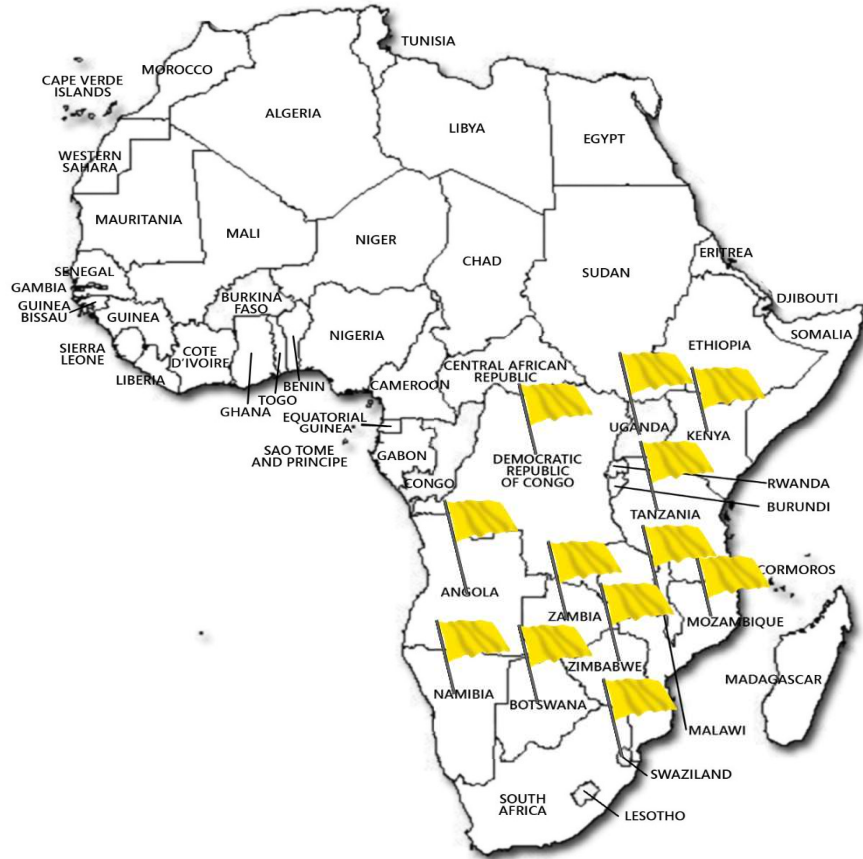 TUNISIA
MOROCCO
CAPE VERDE
ISLANDS
ALGERIA
LIBYA
EGYPT
WESTERN
SAHARA
MAURITANIA
MALI
NIGER
CHAD
SUDAN
ERITREA
SENEGAL
GAMBIA
GUINEA
BISSAU
GUINEA
BURKINA
FASO
NIGERIA
DJIBOUTI
SOMALIA
ETHIOPIA
SIERRA
LEONE
COTE
D'IVOIRE
LIBERIA
GHANA
TOGO
BENIN
CAMEROON
CENTRAL AFRICAN
REPUBLIC
EQUATORIAL
GUINEA
SAO TOME
AND PRINCIPE
GABON
CONGO
DEMOCRATIC
REPUBLIC
OF CONGO
UGANDA
KENYA
RWANDA
BURUNDI
TANZANIA
CORMOROS
ANGOLA
ZAMBIA
MOZAMBIQUE
ZIMBABWE
NAMIBIA
BOTSWANA
MADAGASCAR
MALAWI
SWAZILAND
SOUTH
AFRICA
LESOTHO